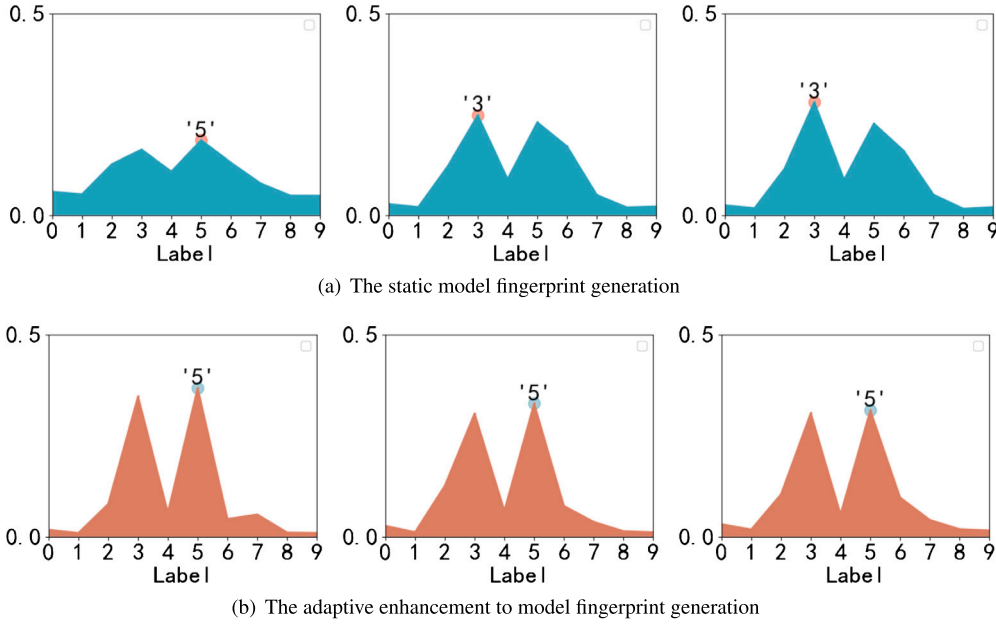 0.5 0.5 0.5
'5' '3' '3'
0.0 0.0 0.0
0 1 2 3 4 5 6 7 8 9 0 1 2 3 4 5 6 7 8 9 0 1 2 3 4 5 6 7 8 9
Label Label Label
(a) The static model fingerprint generation
0.5 0.5 0.5
'5' '5' '5'
0.0 0.0 0.0
0 1 2 3 4 5 6 7 8 9 0 1 2 3 4 5 6 7 8 9 0 1 2 3 4 5 6 7 8 9
Label Label Label
(b) The adaptive enhancement to model fingerprint generation